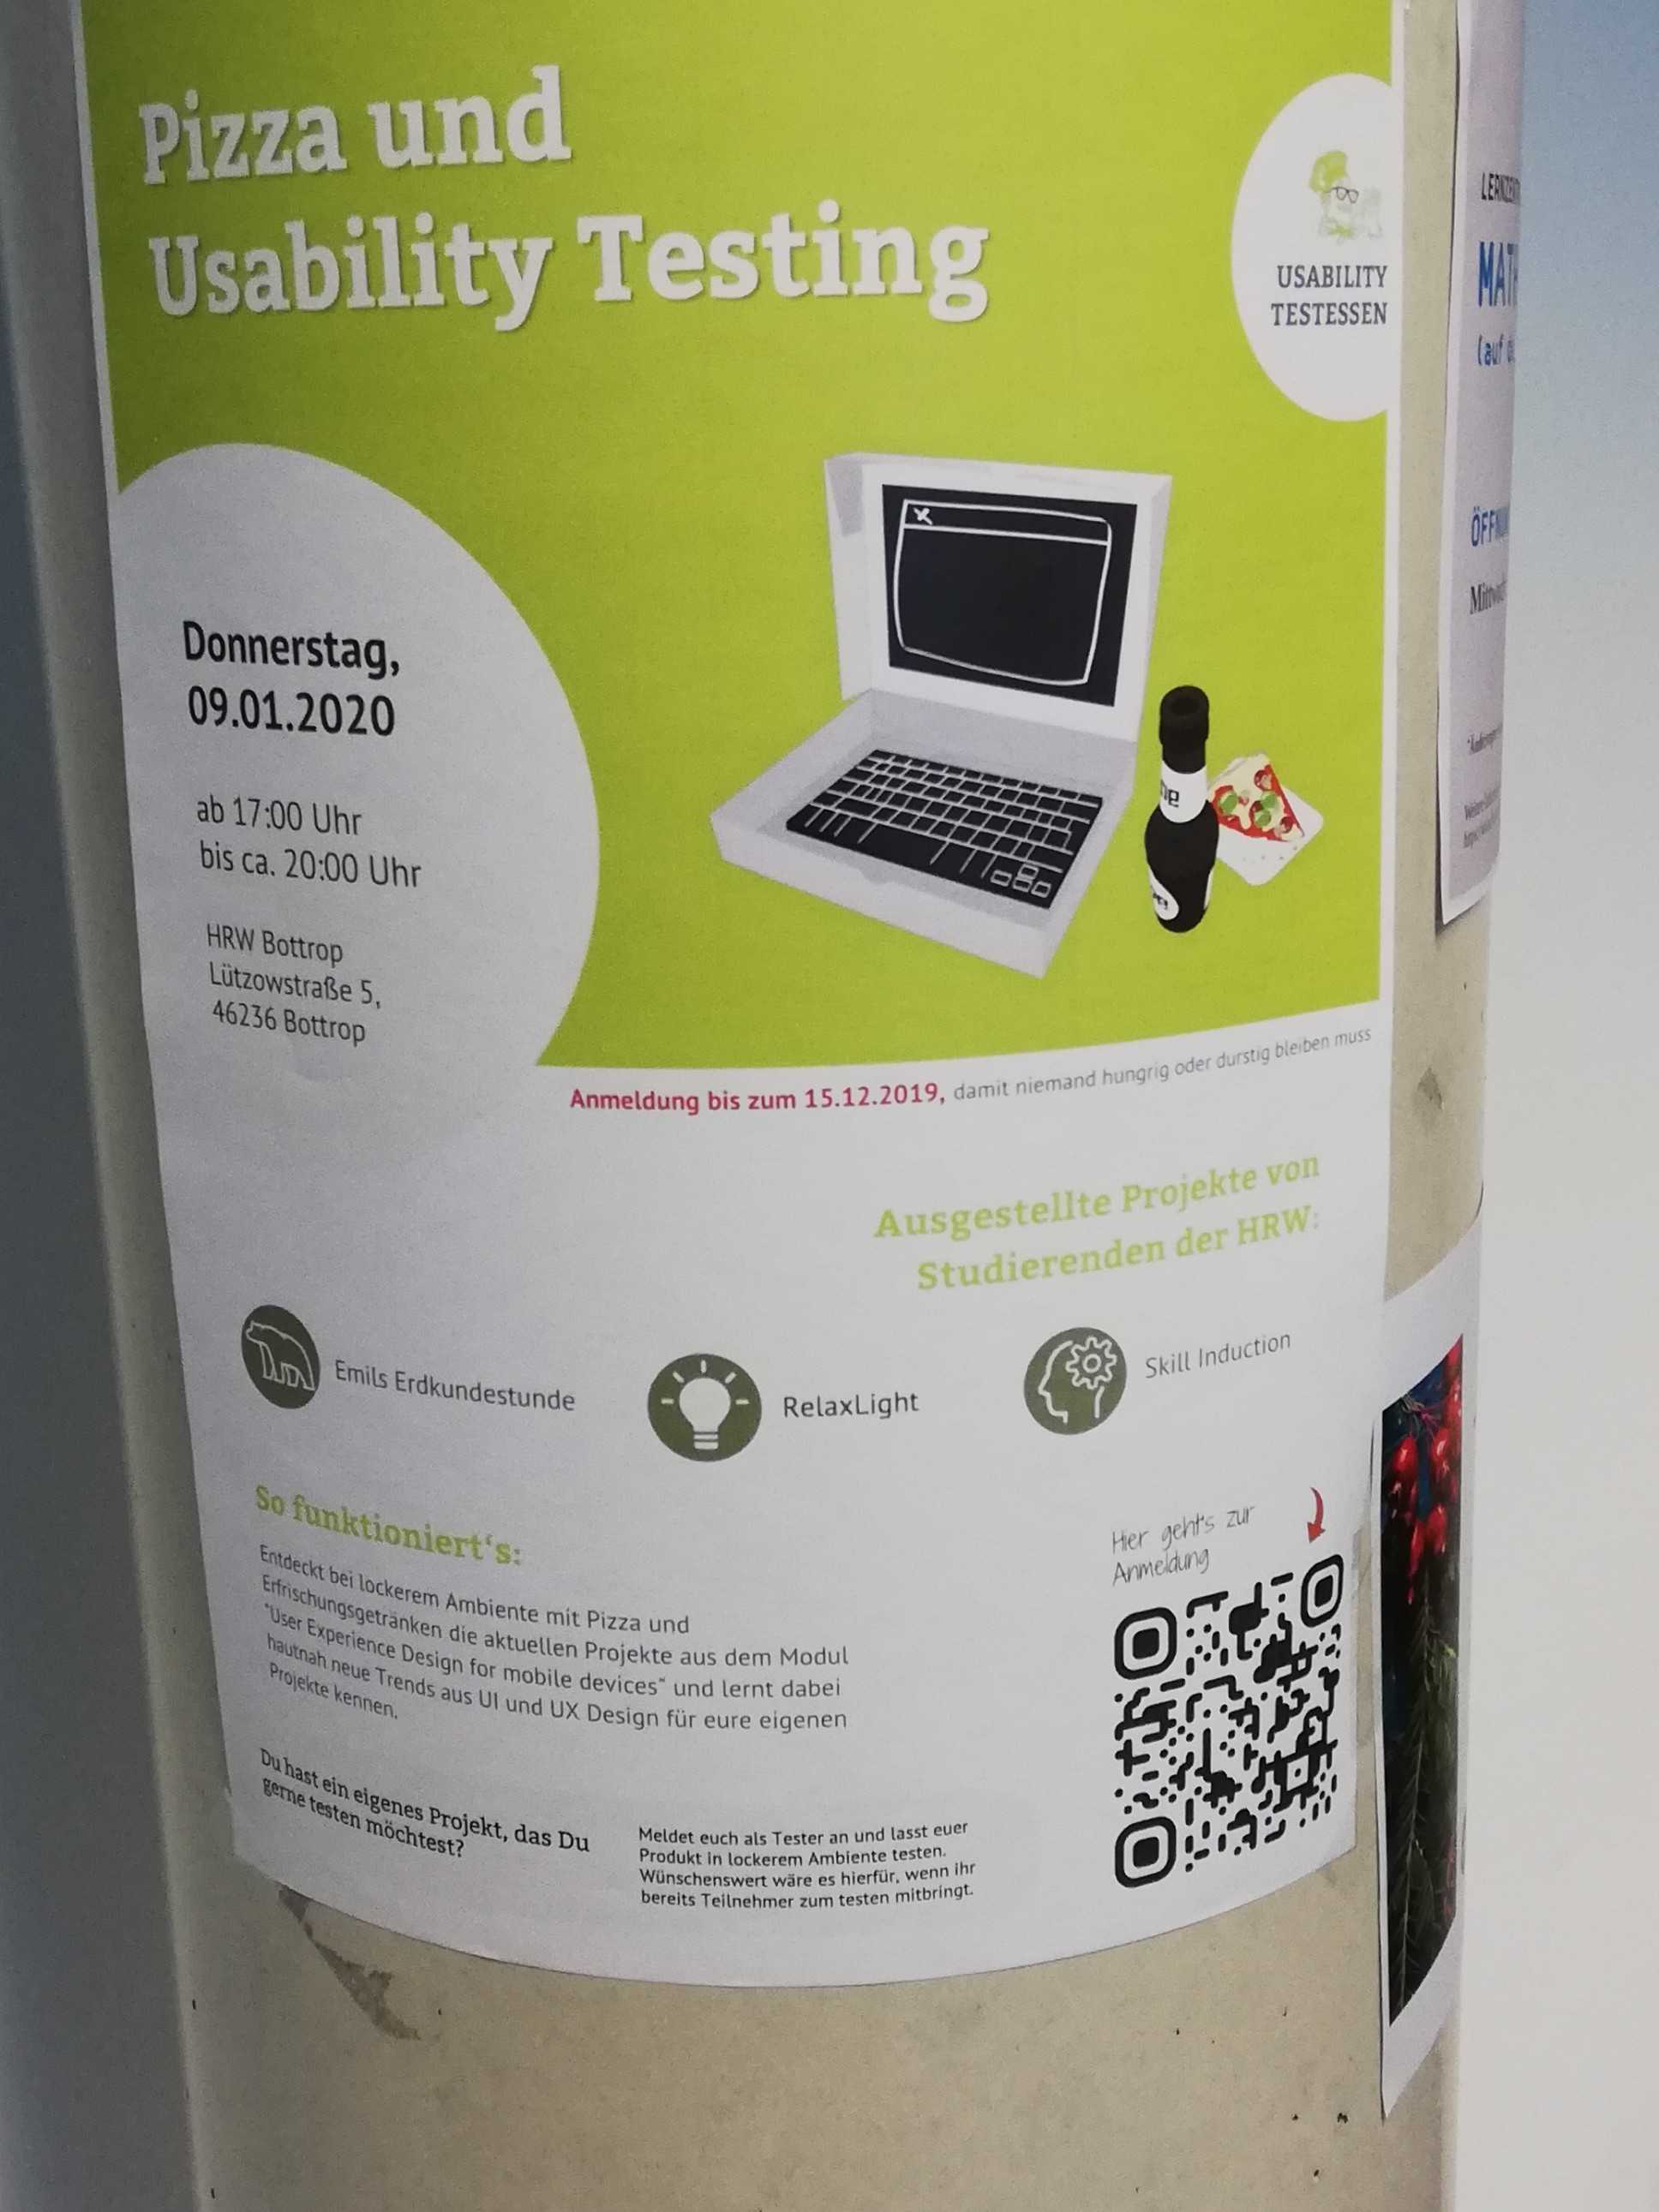 Pizza und
Usability Testing
USABILITY
TESTESSEN
Donnerstag,
09.01.2020
ab 17:00 Uhr
bis ca. 20:00 Uhr
HRW Bottrop
Lützowstraße 5,
46236 Bottrop
Anmeldung bis zum 15.12.2019, damit niemand hungrig oder durstig bleiben muss
Ausgestellte Projekte von
Studierenden der HRW:
Emils Erdkundestunde
RelaxLight
Skill Induction
So funktioniert's:
Entdeckt bei lockerem Ambiente mit Pizza und
Erfrischungsgetränken die aktuellen Projekte aus dem Modul
"User Experience Design for mobile devices" und lernt dabei
hautnah neue Trends aus UI und UX Design für eure eigenen
Projekte kennen.
Hier geht's zur
Anmeldung
Du hast ein eigenes Projekt, das Du
gerne testen möchtest?
Meldet euch als Tester an und lasst euer
Produkt in lockerem Ambiente testen.
Wünschenswert wäre es hierfür, wenn ihr
bereits Teilnehmer zum testen mitbringt.
MATH
(auf